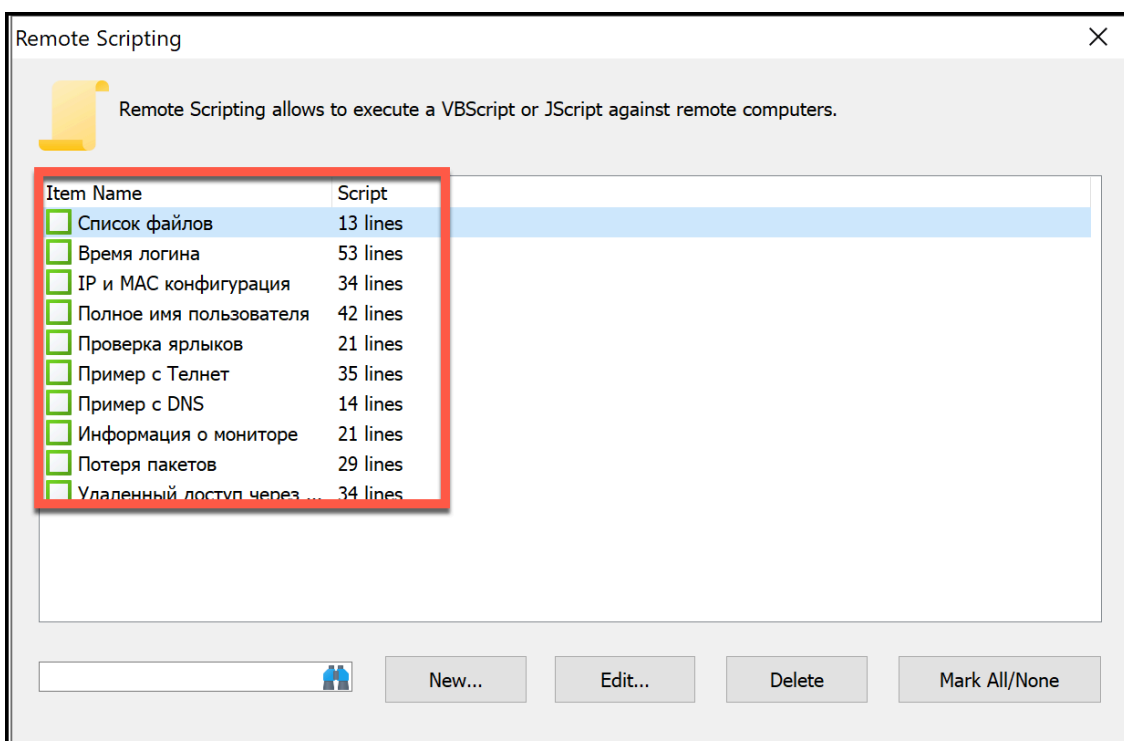 Remote Scripting
Remote Scripting allows to execute a VBScript or JScript against remote computers.
Item Name Script
Список файлов 13 lines
Время логина 53 lines
IP и MAC конфигурация 34 lines
Полное имя пользователя 42 lines
Проверка ярлыков 21 lines
Пример с Телнет 35 lines
Пример с DNS 14 lines
Информация о мониторе 21 lines
Потеря пакетов 29 lines
Удаленный доступ через ... 34 lines
New... Edit... Delete Mark All/None